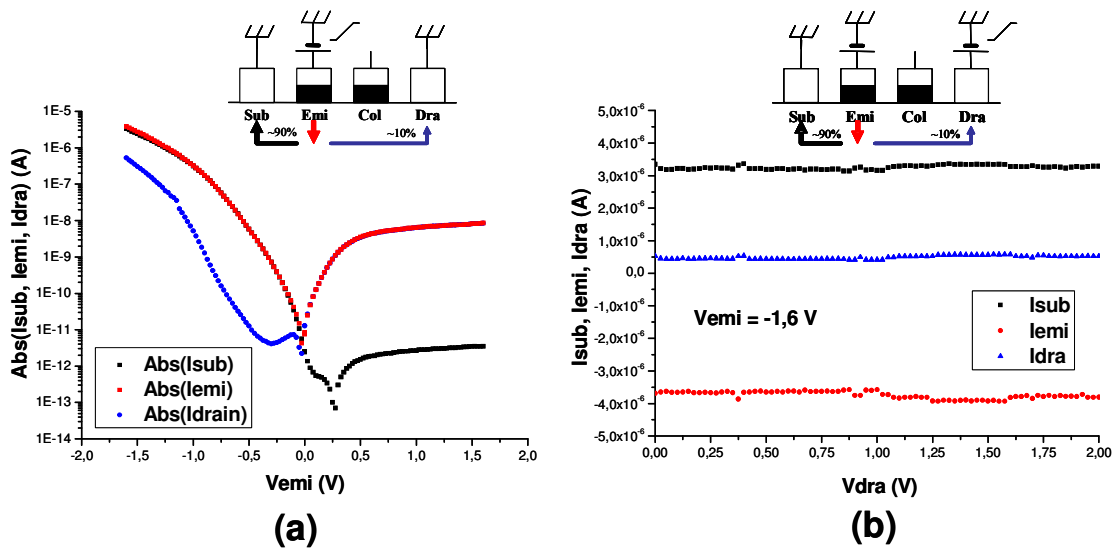 Sub Emi Col Dra
~90% ~10%
1E-5
1E-6
1E-7
1E-8
1E-9
1E-10
1E-11
1E-12
1E-13
1E-14
Abs(Isub, Iemi, Idra) (A)
Abs(Isub)
Abs(Iemi)
Abs(Idrain)
-2,0 -1,5 -1,0 -0,5 0,0 0,5 1,0 1,5 2,0
Vemi (V)
(a)
Sub Emi Col Dra
~90% ~10%
5,0x10⁻⁶
4,0x10⁻⁶
3,0x10⁻⁶
2,0x10⁻⁶
1,0x10⁻⁶
0,0
-1,0x10⁻⁶
-2,0x10⁻⁶
-3,0x10⁻⁶
-4,0x10⁻⁶
-5,0x10⁻⁶
Isub, Iemi, Idra (A)
Vemi = -1,6 V
Isub
Iemi
Idra
0,00 0,25 0,50 0,75 1,00 1,25 1,50 1,75 2,00
Vdra (V)
(b)